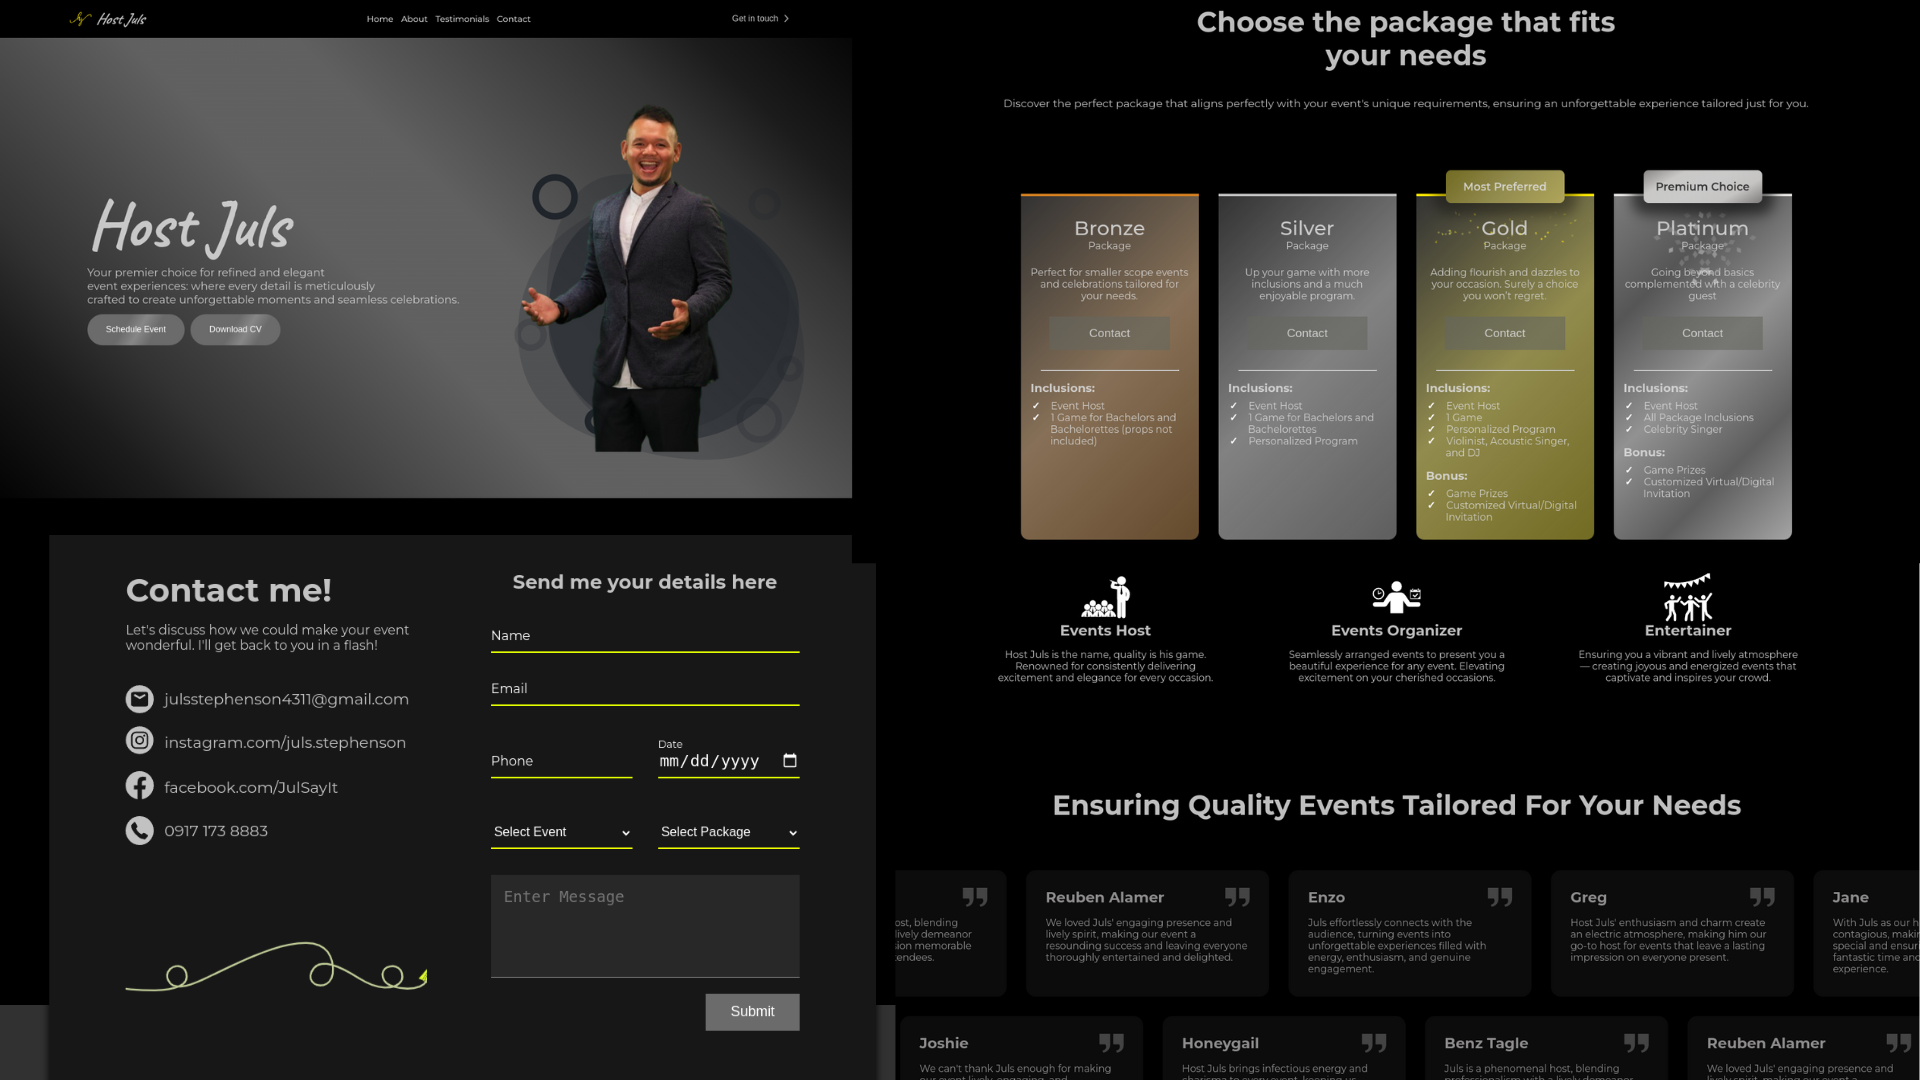 Host Juls
Home About Testimonials Contact
Get in touch
Host Juls
Your premier choice for refined and elegant
event experiences: where every detail is meticulously
crafted to create unforgettable moments and seamless celebrations.
Schedule Event
Download CV
Contact me!
Let's discuss how we could make your event
wonderful. I'll get back to you in a flash!
julsstephenson4311@gmail.com
instagram.com/juls.stephenson
facebook.com/JulSayIt
0917 173 8883
Send me your details here
Name
Email
Phone
Date
mm/dd/yyyy
Select Event
Select Package
Enter Message
Submit
Choose the package that fits
your needs
Discover the perfect package that aligns perfectly with your event's unique requirements, ensuring an unforgettable experience tailored just for you.
Bronze
Package
Perfect for smaller scope events
and celebrations tailored for
your needs.
Contact
Inclusions:
✓ Event Host
✓ 1 Game for Bachelors and
Bachelorettes (props not
included)
Silver
Package
Up your game with more
inclusions and a much
enjoyable program.
Contact
Inclusions:
✓ Event Host
✓ 1 Game for Bachelors and
Bachelorettes
✓ Personalized Program
Most Preferred
Gold
Package
Adding flourish and dazzles to
your occasion. Surely a choice
you won't regret.
Contact
Inclusions:
✓ Event Host
✓ 1 Game
✓ Personalized Program
✓ Violinist, Acoustic Singer,
and DJ
Bonus:
✓ Game Prizes
✓ Customized Virtual/Digital
Invitation
Premium Choice
Platinum
Package
Going beyond basics
complemented with a celebrity
guest
Contact
Inclusions:
✓ Event Host
✓ All Package Inclusions
✓ Celebrity Singer
Bonus:
✓ Game Prizes
✓ Customized Virtual/Digital
Invitation
Events Host
Host Juls is the name, quality is his game.
Renowned for consistently delivering
excitement and elegance for every occasion.
Events Organizer
Seamlessly arranged events to present you a
beautiful experience for any event. Elevating
excitement on your cherished occasions.
Entertainer
Ensuring you a vibrant and lively atmosphere
— creating joyous and energized events that
captivate and inspires your crowd.
Ensuring Quality Events Tailored For Your Needs
ost, blending
lively demeanor
ion memorable
endees.
Reuben Alamer
We loved Juls' engaging presence and
lively spirit, making our event a
resounding success and leaving everyone
thoroughly entertained and delighted.
Enzo
Juls effortlessly connects with the
audience, turning events into
unforgettable experiences filled with
energy, enthusiasm, and genuine
engagement.
Greg
Host Juls' enthusiasm and charm create
an electric atmosphere, making him our
go-to host for events that leave a lasting
impression on everyone present.
Jane
With Juls as our h
contagious, makin
special and ensuri
fantastic time and
experience.
Joshie
We can't thank Juls enough for making
our event lively, engaging, and
Honeygail
Host Juls brings infectious energy and
charisma to every event, keeping us
Benz Tagle
Juls is a phenomenal host, blending
professionalism with a lively demeanor
Reuben Alamer
We loved Juls' engaging presence and
lively spirit, making our event a